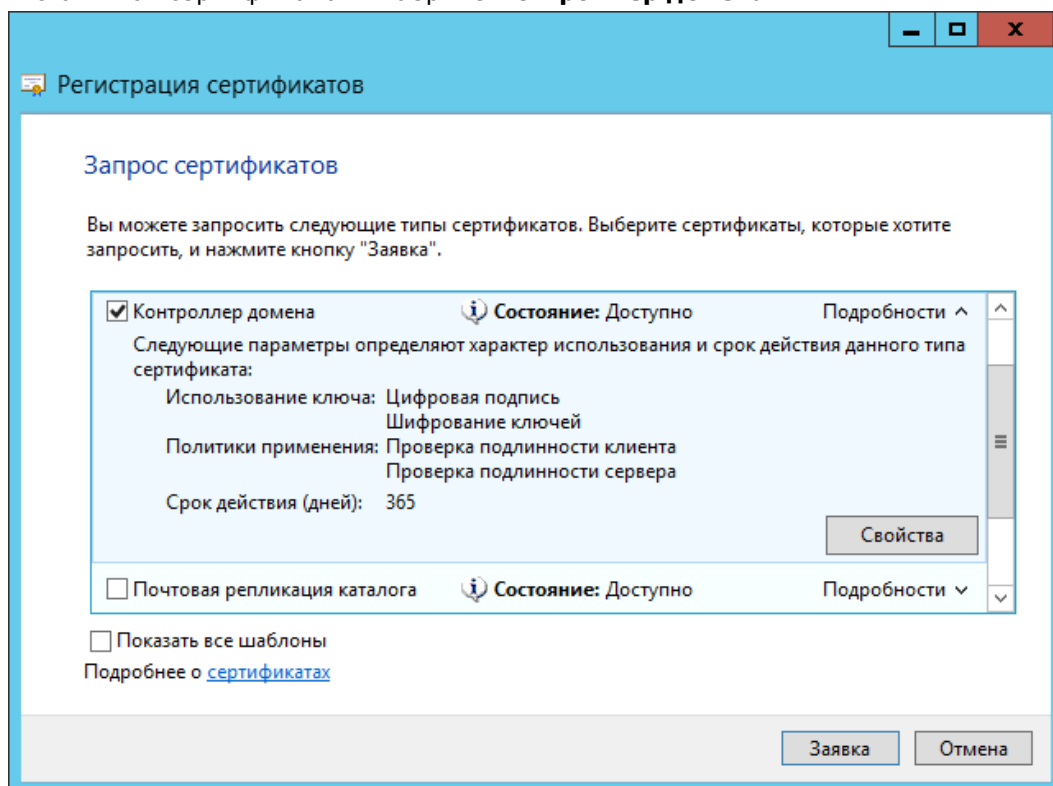 Регистрация сертификатов
Запрос сертификатов
Вы можете запросить следующие типы сертификатов. Выберите сертификаты, которые хотите
запросить, и нажмите кнопку "Заявка".
Контроллер домена Состояние: Доступно Подробности
Следующие параметры определяют характер использования и срок действия данного типа
сертификата:
Использование ключа: Цифровая подпись
Шифрование ключей
Политики применения: Проверка подлинности клиента
Проверка подлинности сервера
Срок действия (дней): 365
Свойства
Почтовая репликация каталога Состояние: Доступно Подробности
Показать все шаблоны
Подробнее о сертификатах
Заявка Отмена